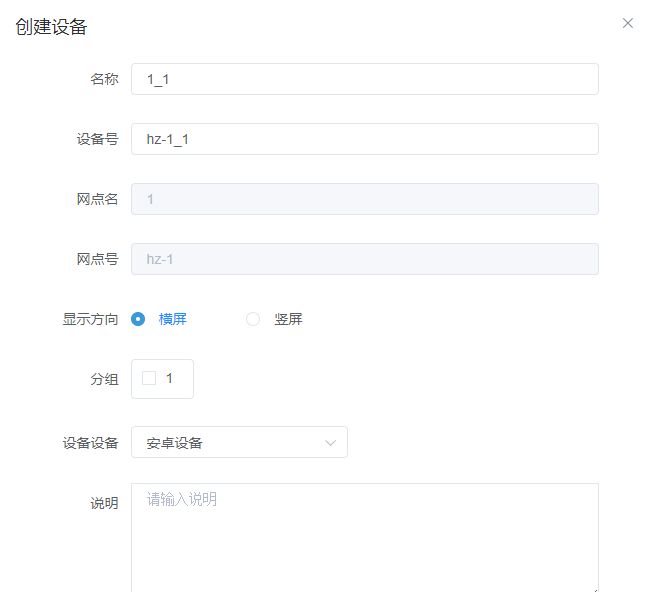 创建设备
名称 1_1
设备号 hz-1_1
网点名 1
网点号 hz-1
显示方向 横屏 竖屏
分组 1
设备设备 安卓设备
说明 请输入说明